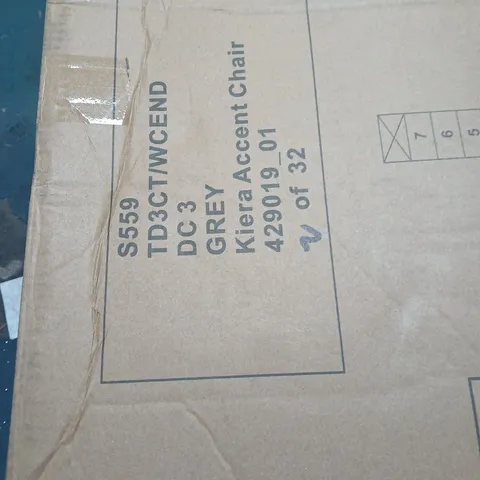 S559
TD3CT/WCEND
DC 3
GREY
Kiera Accent Chair
429019_01
2 of 32
7
6
5